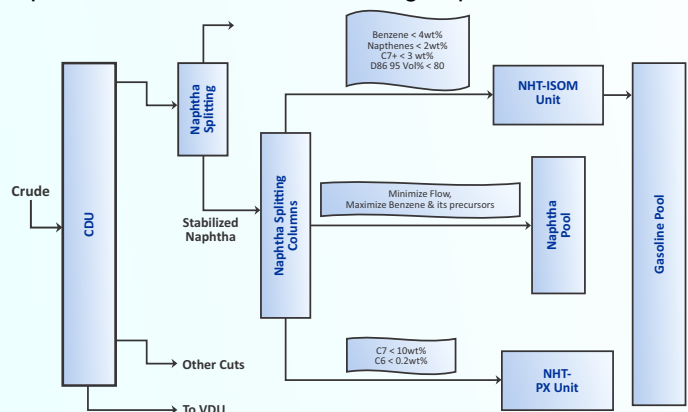 Benzene < 4wt%
Napthenes < 2wt%
C7+ < 3 wt%
D86 95 Vol% < 80
NHT-ISOM
Unit
Naphtha
Splitting
Crude
CDU
Stabilized
Naphtha
Naphtha Splitting
Columns
Minimize Flow,
Maximize Benzene & its precursors
Naphtha
Pool
Gasoline Pool
C7 < 10wt%
C6 < 0.2wt%
Other Cuts
NHT-
PX Unit
To VDU